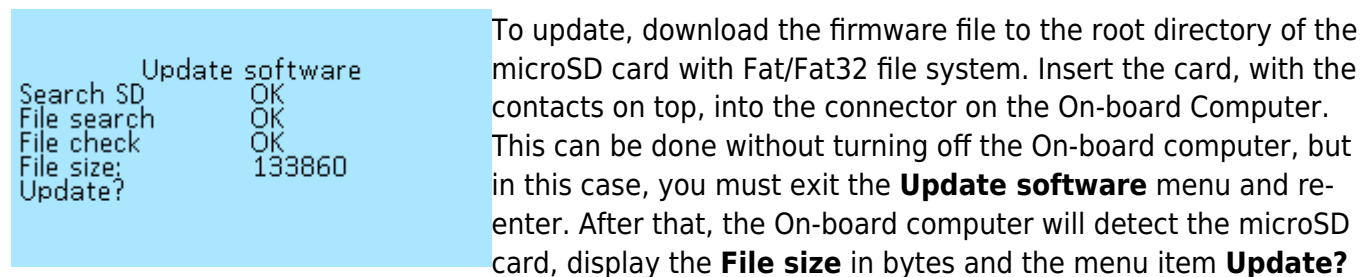 Update software
Search SD OK
File search OK
File check OK
File size: 133860
Update?
To update, download the firmware file to the root directory of the
microSD card with Fat/Fat32 file system. Insert the card, with the
contacts on top, into the connector on the On-board Computer.
This can be done without turning off the On-board computer, but
in this case, you must exit the Update software menu and re-
enter. After that, the On-board computer will detect the microSD
card, display the File size in bytes and the menu item Update?